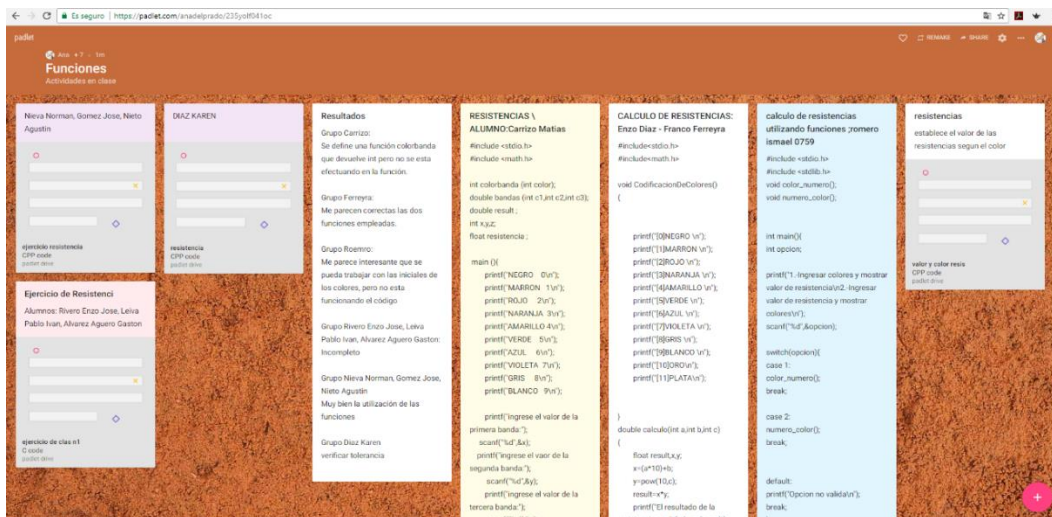 Es seguro | https://padlet.com/anadelprado/235yolf041oc
padlet
REMAKE
SHARE
Ana +7 · 1m
Funciones
Actividades en clase
Nieva Norman, Gomez Jose, Nieto
Agustin
ejercicio resistencia
CPP code
padlet drive
Ejercicio de Resistenci
Alumnos: Rivero Enzo Jose, Leiva
Pablo Ivan, Alvarez Aguero Gaston
ejercicio de clas n1
C code
padlet drive
DIAZ KAREN
resistencia
CPP code
padlet drive
Resultados
Grupo Carrizo:
Se define una función colorbanda
que devuelve int pero no se esta
efectuando en la función.
Grupo Ferreyra:
Me parecen correctas las dos
funciones empleadas.
Grupo Roemro:
Me parece interesante que se
pueda trabajar con las iniciales de
los colores, pero no esta
funcionando el código
Grupo Rivero Enzo Jose, Leiva
Pablo Ivan, Alvarez Aguero Gaston:
Incompleto
Grupo Nieva Norman, Gomez Jose,
Nieto Agustin
Muy bien la utilización de las
funciones
Grupo Diaz Karen
verificar tolerancia
RESISTENCIAS \
ALUMNO:Carrizo Matias
#include<stdio.h>
#include <math.h>
int colorbanda (int color);
double bandas (int c1,int c2,int c3);
double result ;
int x,y,z;
float resistencia ;
main (){
printf("NEGRO 0\n");
printf("MARRON 1\n");
printf("ROJO 2\n");
printf("NARANJA 3\n");
printf("AMARILLO 4\n");
printf("VERDE 5\n");
printf("AZUL 6\n");
printf("VIOLETA 7\n");
printf("GRIS 8\n");
printf("BLANCO 9\n");
printf("ingrese el valor de la
primera banda:");
scanf("%d",&x);
printf("ingrese el vaor de la
segunda banda:");
scanf("%d",&y);
printf("ingrese el valor de la
tercera banda:");
CALCULO DE RESISTENCIAS:
Enzo Diaz - Franco Ferreyra
#include<stdio.h>
#include<math.h>
void CodificacionDeColores()
{
printf("[0]NEGRO \n");
printf("[1]MARRON \n");
printf("[2]ROJO \n");
printf("[3]NARANJA \n");
printf("[4]AMARILLO \n");
printf("[5]VERDE \n");
printf("[6]AZUL \n");
printf("[7]VIOLETA \n");
printf("[8]GRIS \n");
printf("[9]BLANCO \n");
printf("[10]ORO\n");
printf("[11]PLATA\n");
}
double calculo(int a,int b,int c)
{
float result,x,y;
x=(a*10)+b;
y=pow(10,c);
result=x*y;
printf("El resultado de la
calculo de resistencias
utilizando funciones ;romero
ismael 0759
#include <stdio.h>
#include <stdlib.h>
void color_numero();
void numero_color();
int main(){
int opcion;
printf("1.-Ingresar colores y mostrar
valor de resistencia\n2.-Ingresar
valor de resistencia y mostrar
colores\n");
scanf("%d",&opcion);
switch(opcion){
case 1:
color_numero();
break;
case 2:
numero_color();
break;
default:
printf("Opcion no valida\n");
break;
resistencias
establece el valor de las
resistencias segun el color
valor y color resis
CPP code
padlet drive